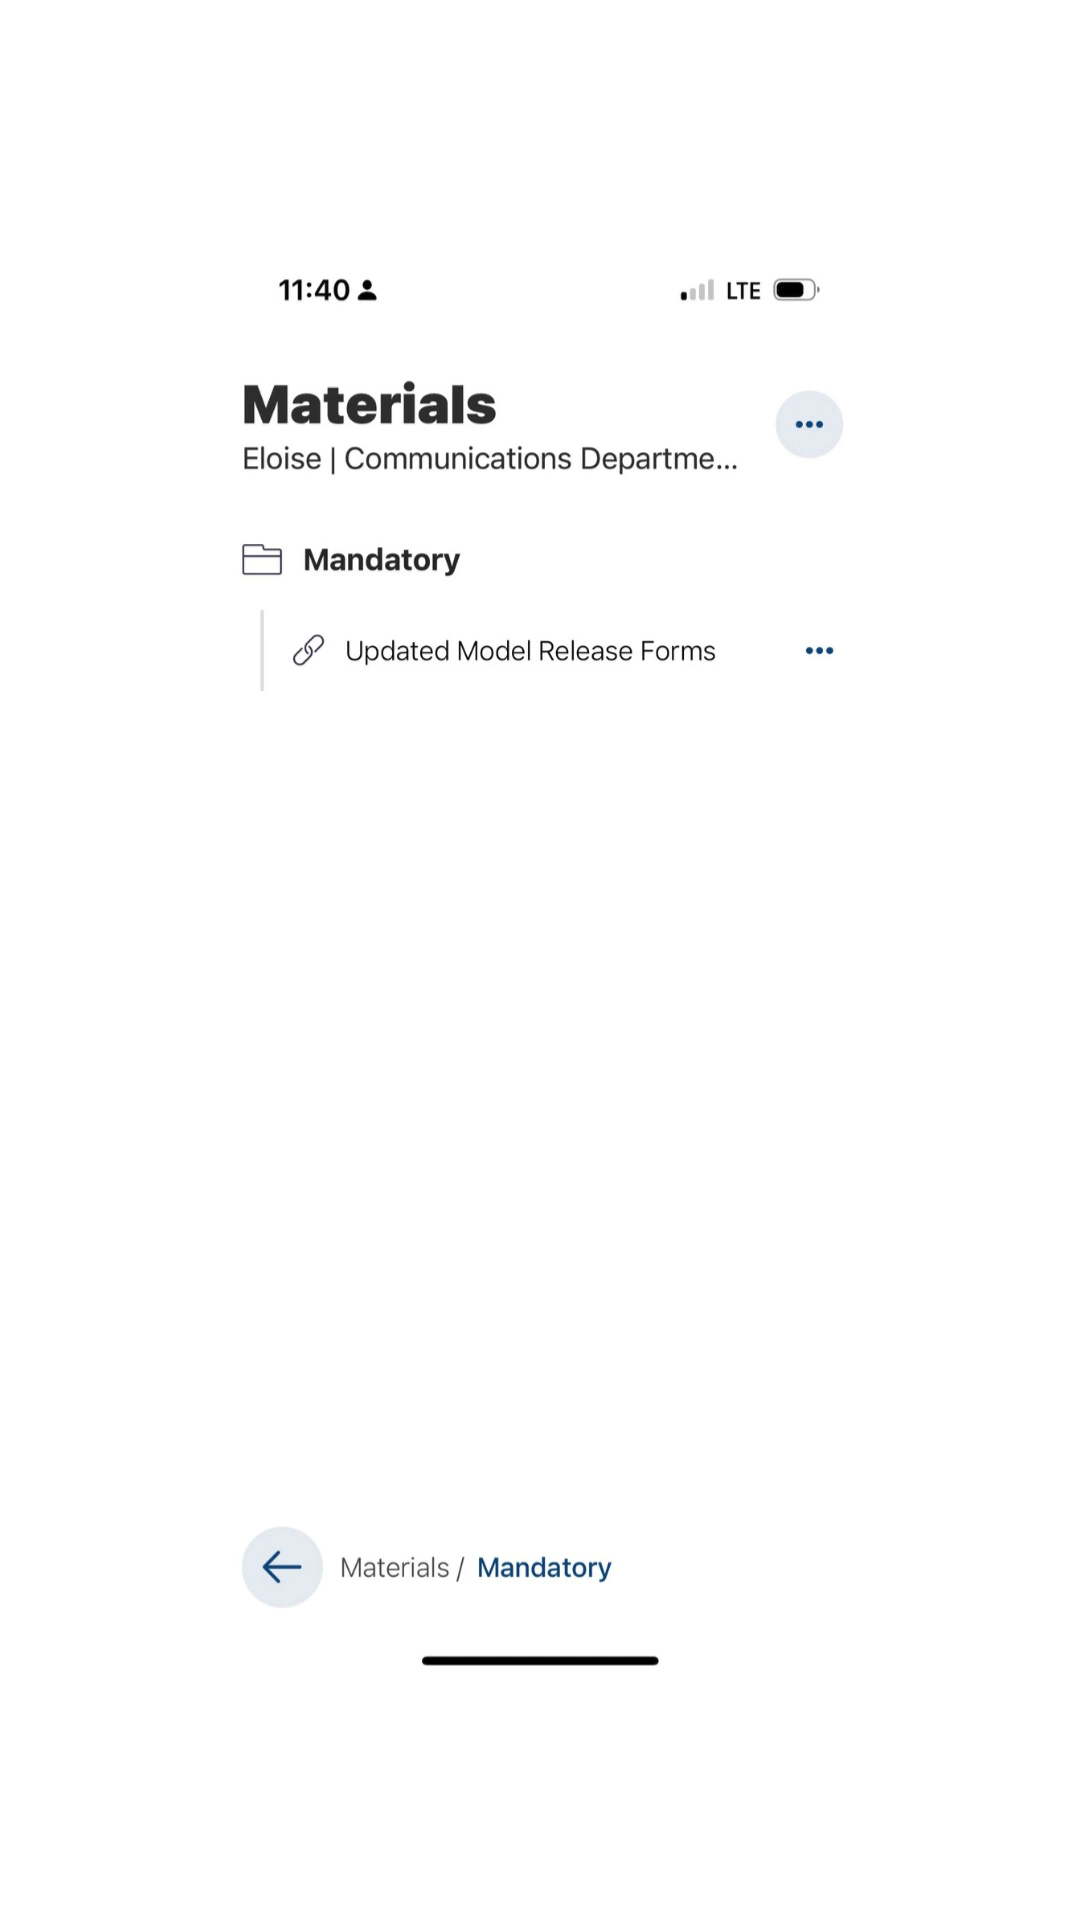 11:40
LTE
Materials
Eloise | Communications Departme...
Mandatory
Updated Model Release Forms
Materials / Mandatory